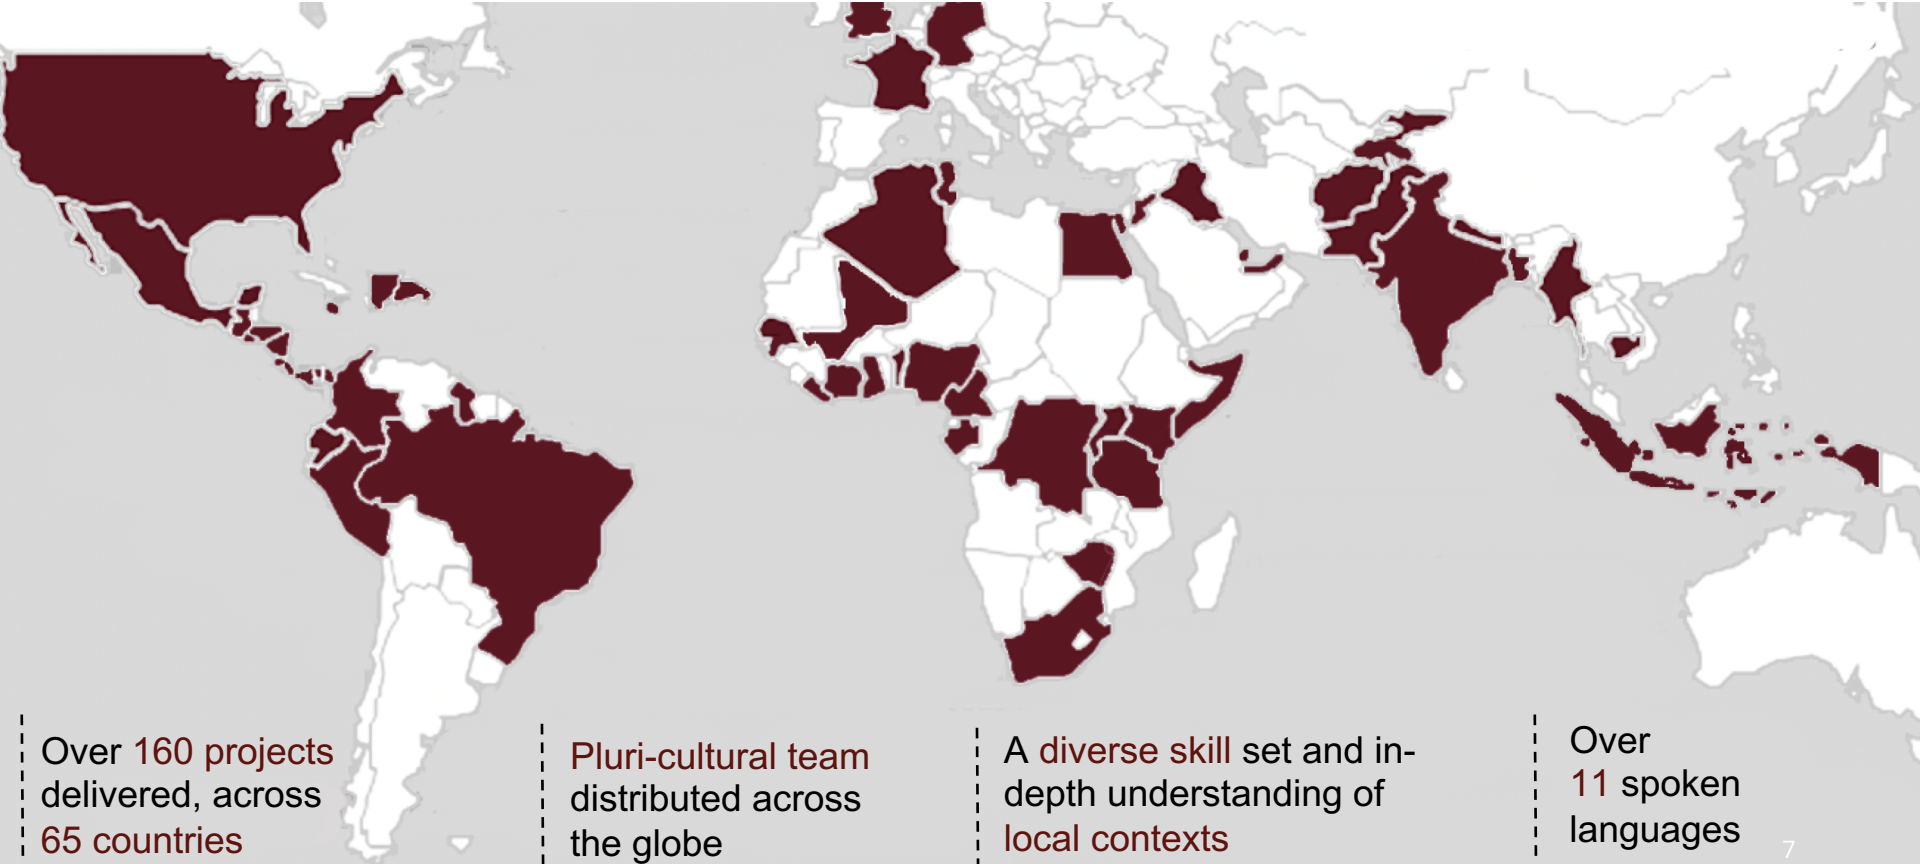 Over 160 projects
delivered, across
65 countries
Pluri-cultural team
distributed across
the globe
A diverse skill set and in-
depth understanding of
local contexts
Over
11 spoken
languages
7